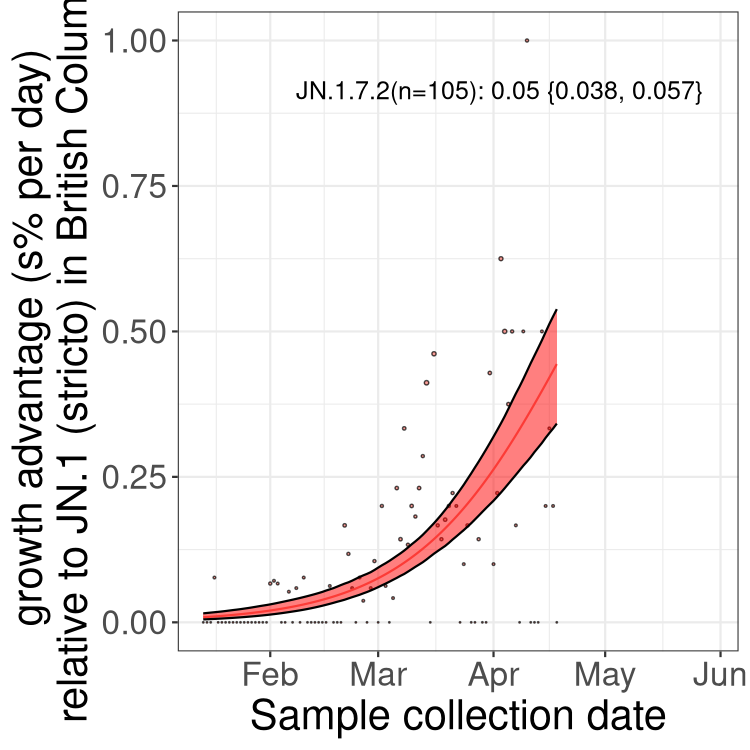 growth advantage (s% per day)
relative to JN.1 (stricto) in British Colum
1.00
0.75
0.50
0.25
0.00
JN.1.7.2(n=105): 0.05 {0.038, 0.057}
Feb Mar Apr May Jun
Sample collection date